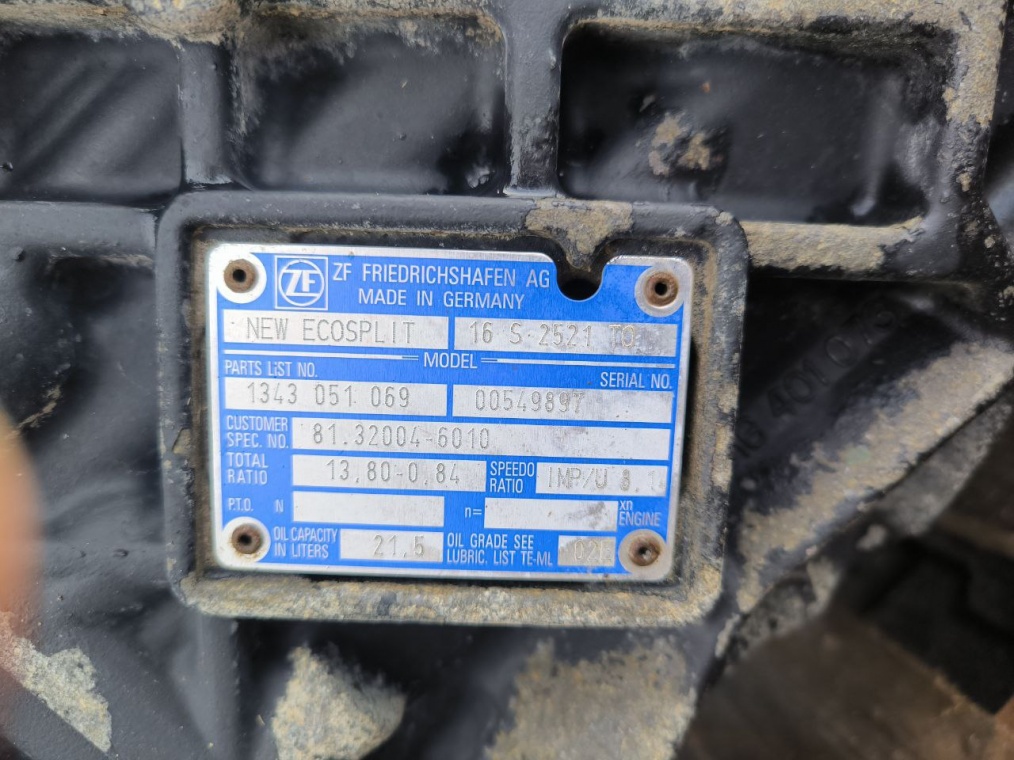 ZF
ZF FRIEDRICHSHAFEN AG
MADE IN GERMANY
NEW ECOSPLIT 16 S-2521 TO
MODEL
PARTS LIST NO. SERIAL NO.
1343 051 069 00549897
CUSTOMER
SPEC. NO. 81.32004-6010
TOTAL
RATIO 13,80-0,84 SPEEDO
RATIO IMP/U 8,1
P.T.O. N n= xn
ENGINE
OIL CAPACITY
IN LITERS 21,5 OIL GRADE SEE
LUBRIC. LIST TE-ML 02